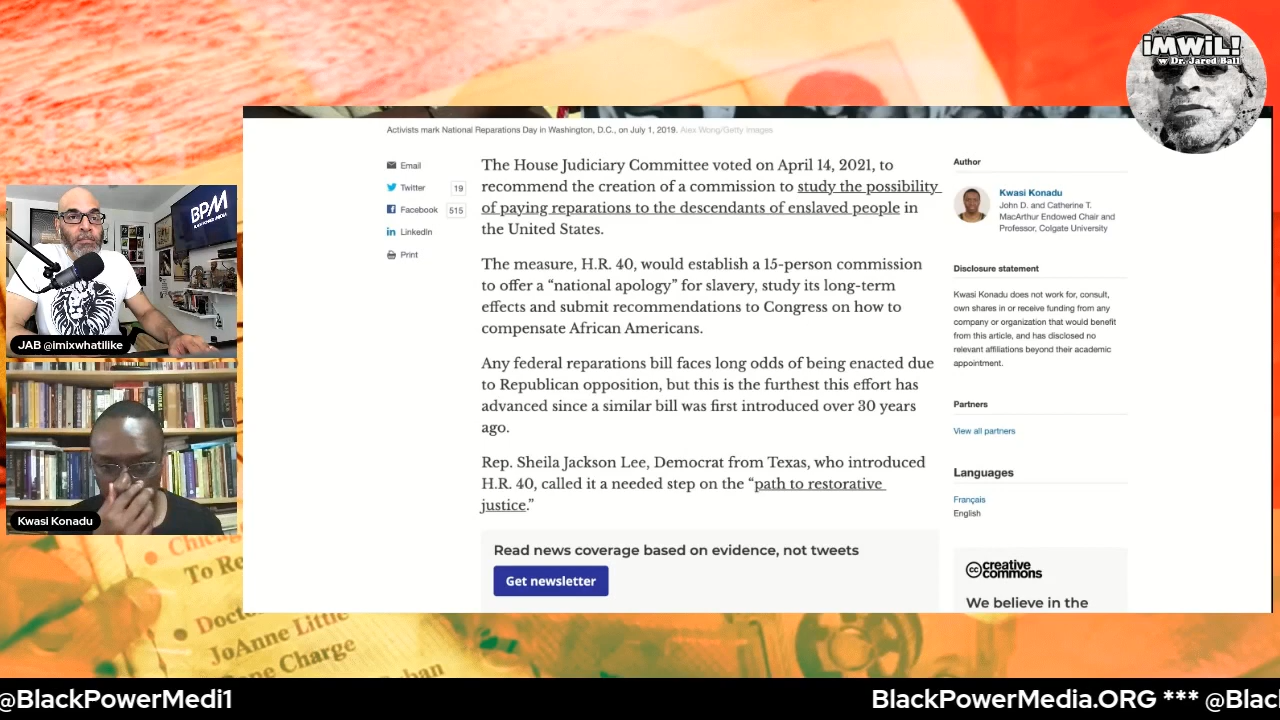 iMWiL!
w Dr. Jared Ball
BPM
JAB @imixwhatilike
Kwasi Konadu
Activists mark National Reparations Day in Washington, D.C., on July 1, 2019. Alex Wong/Getty Images
Email
Twitter 19
Facebook 515
LinkedIn
Print
The House Judiciary Committee voted on April 14, 2021, to
recommend the creation of a commission to study the possibility
of paying reparations to the descendants of enslaved people in
the United States.
The measure, H.R. 40, would establish a 15-person commission
to offer a “national apology” for slavery, study its long-term
effects and submit recommendations to Congress on how to
compensate African Americans.
Any federal reparations bill faces long odds of being enacted due
to Republican opposition, but this is the furthest this effort has
advanced since a similar bill was first introduced over 30 years
ago.
Rep. Sheila Jackson Lee, Democrat from Texas, who introduced
H.R. 40, called it a needed step on the “path to restorative
justice.”
Read news coverage based on evidence, not tweets
Get newsletter
Author
Kwasi Konadu
John D. and Catherine T.
MacArthur Endowed Chair and
Professor, Colgate University
Disclosure statement
Kwasi Konadu does not work for, consult,
own shares in or receive funding from any
company or organization that would benefit
from this article, and has disclosed no
relevant affiliations beyond their academic
appointment.
Partners
View all partners
Languages
Français
English
cc creative
commons
We believe in the
To Re
Docto
JoAnne Little
Charge
@BlackPowerMedi1
BlackPowerMedia.ORG *** @Blac